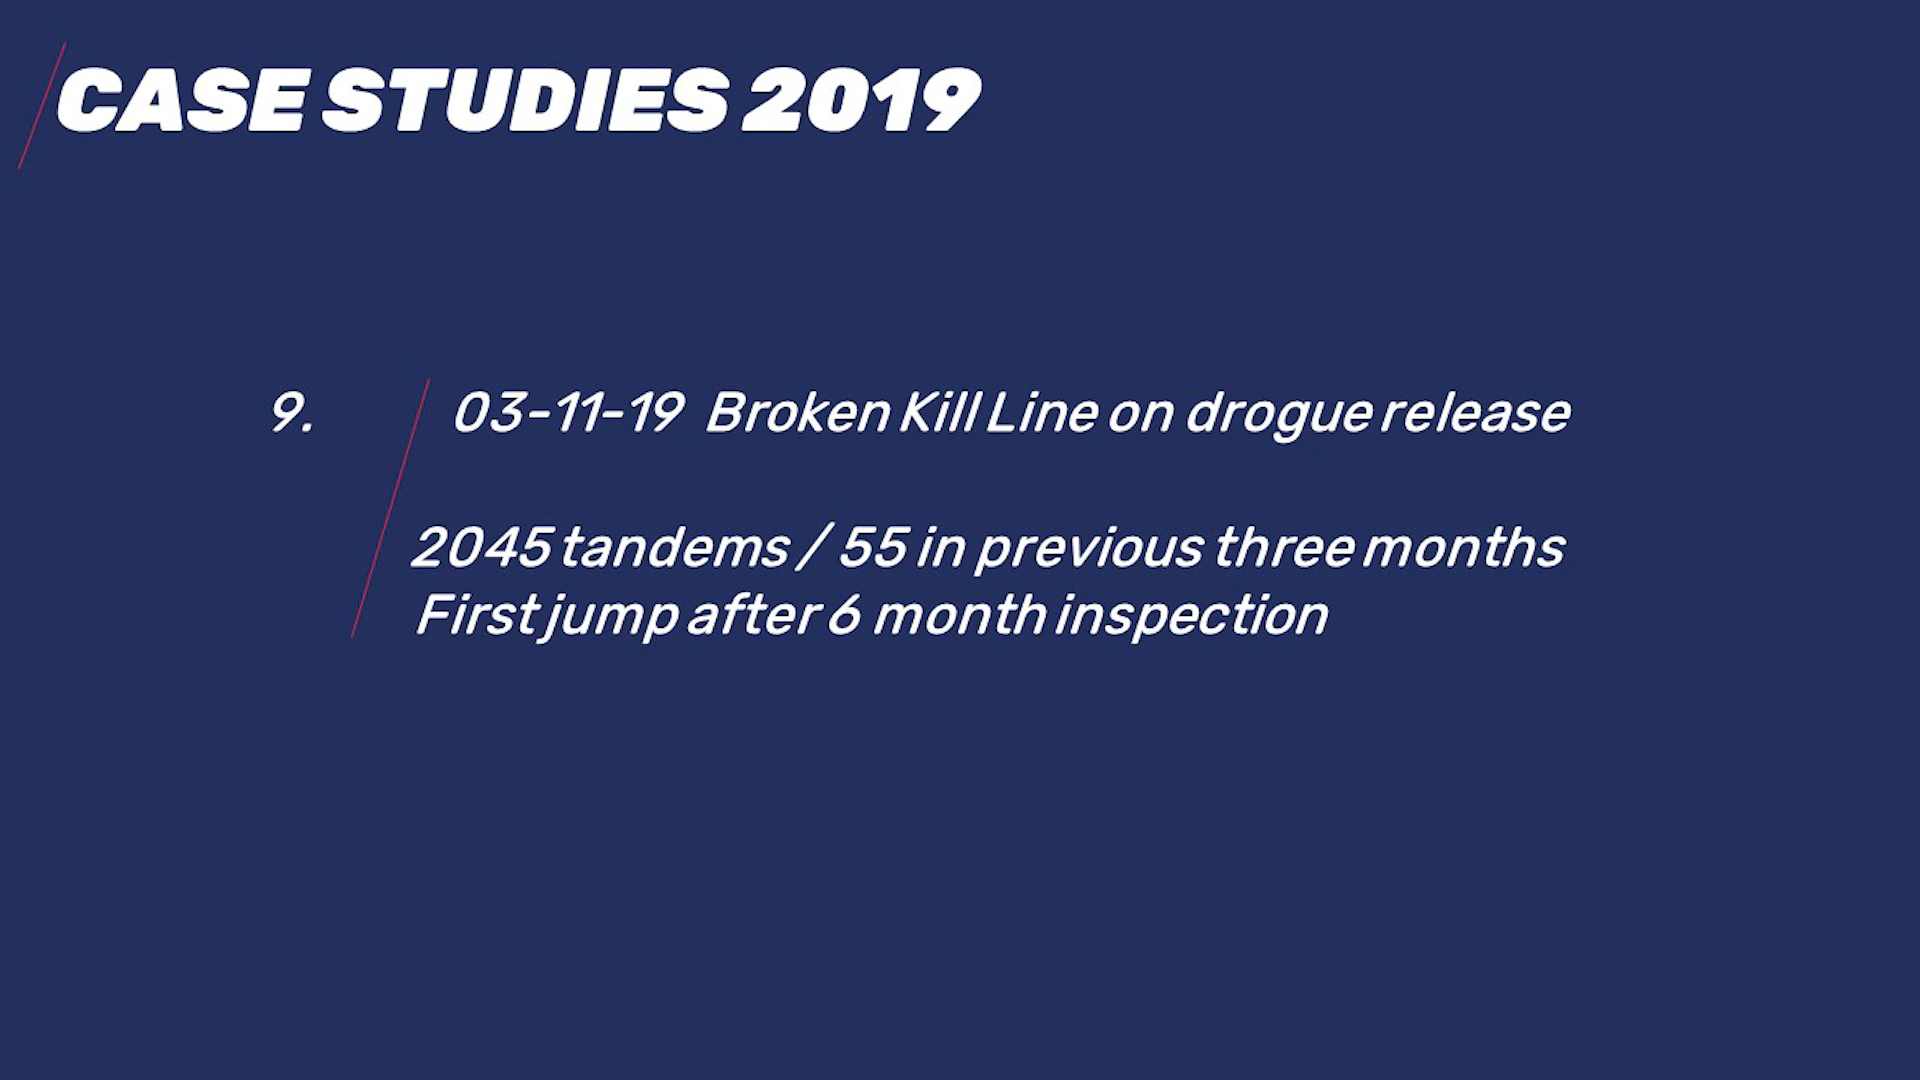 CASE STUDIES 2019
9. 03-11-19 Broken Kill Line on drogue release
2045 tandems / 55 in previous three months
First jump after 6 month inspection